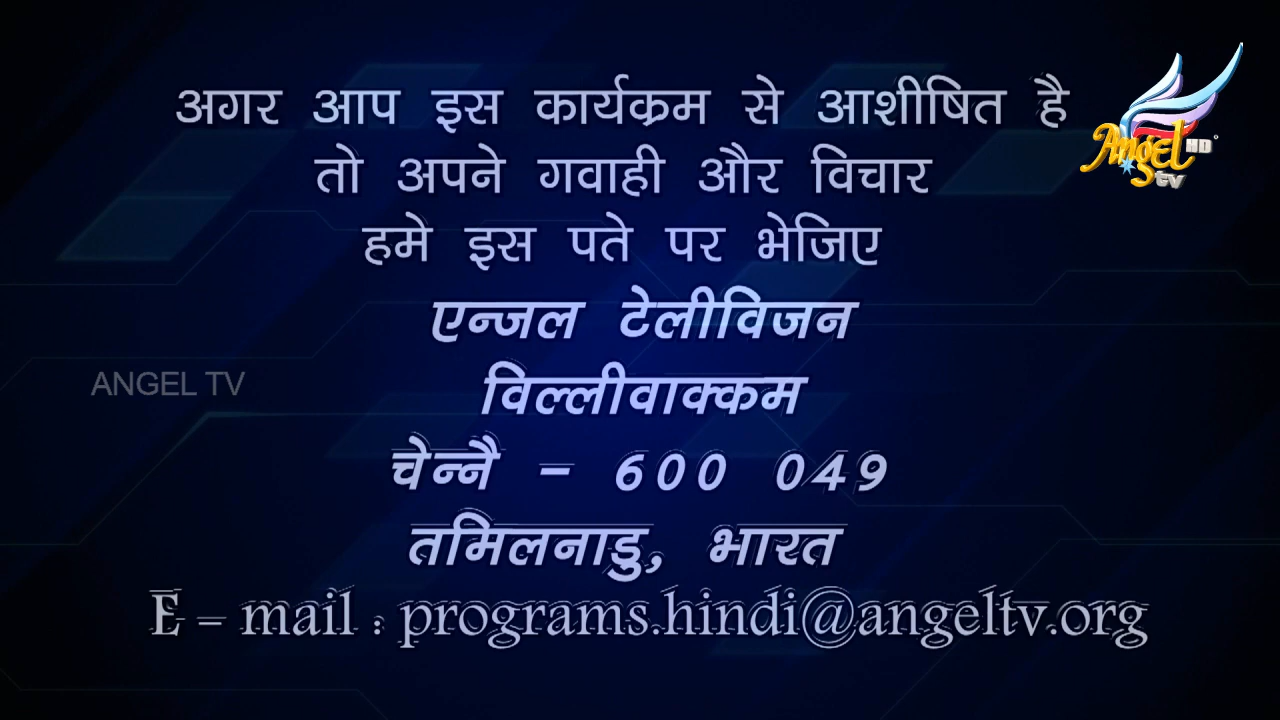 अगर आप इस कार्यक्रम से आशीषित है
Angel HD
tv
तो अपने गवाही और विचार
हमे इस पते पर भेजिए
एन्जल टेलीविजन
विल्लीवाक्कम
ANGEL TV
चेन्नै - 600 049
तमिलनाडु, भारत
E - mail : programs.hindi@angeltv.org